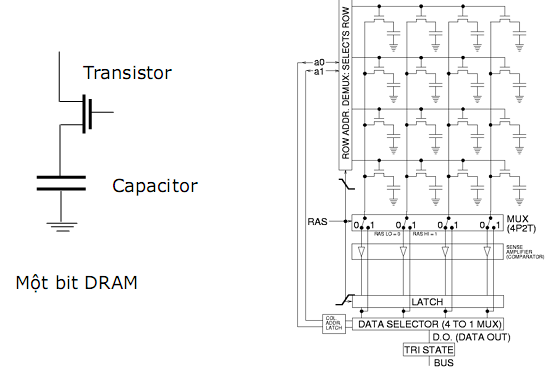 Transistor
Capacitor
Một bit DRAM
a0
a1
ROW ADDR. DEMUX: SELECTS ROW
RAS
0 1 0 1 0 1 0 1
RAS LO = 0 RAS HI = 1
MUX
(4P2T)
SENSE
AMPLIFIER
(COMPARATOR)
LATCH
COL
ADDR.
LATCH
DATA SELECTOR (4 TO 1 MUX)
D.O. (DATA OUT)
TRI STATE
BUS